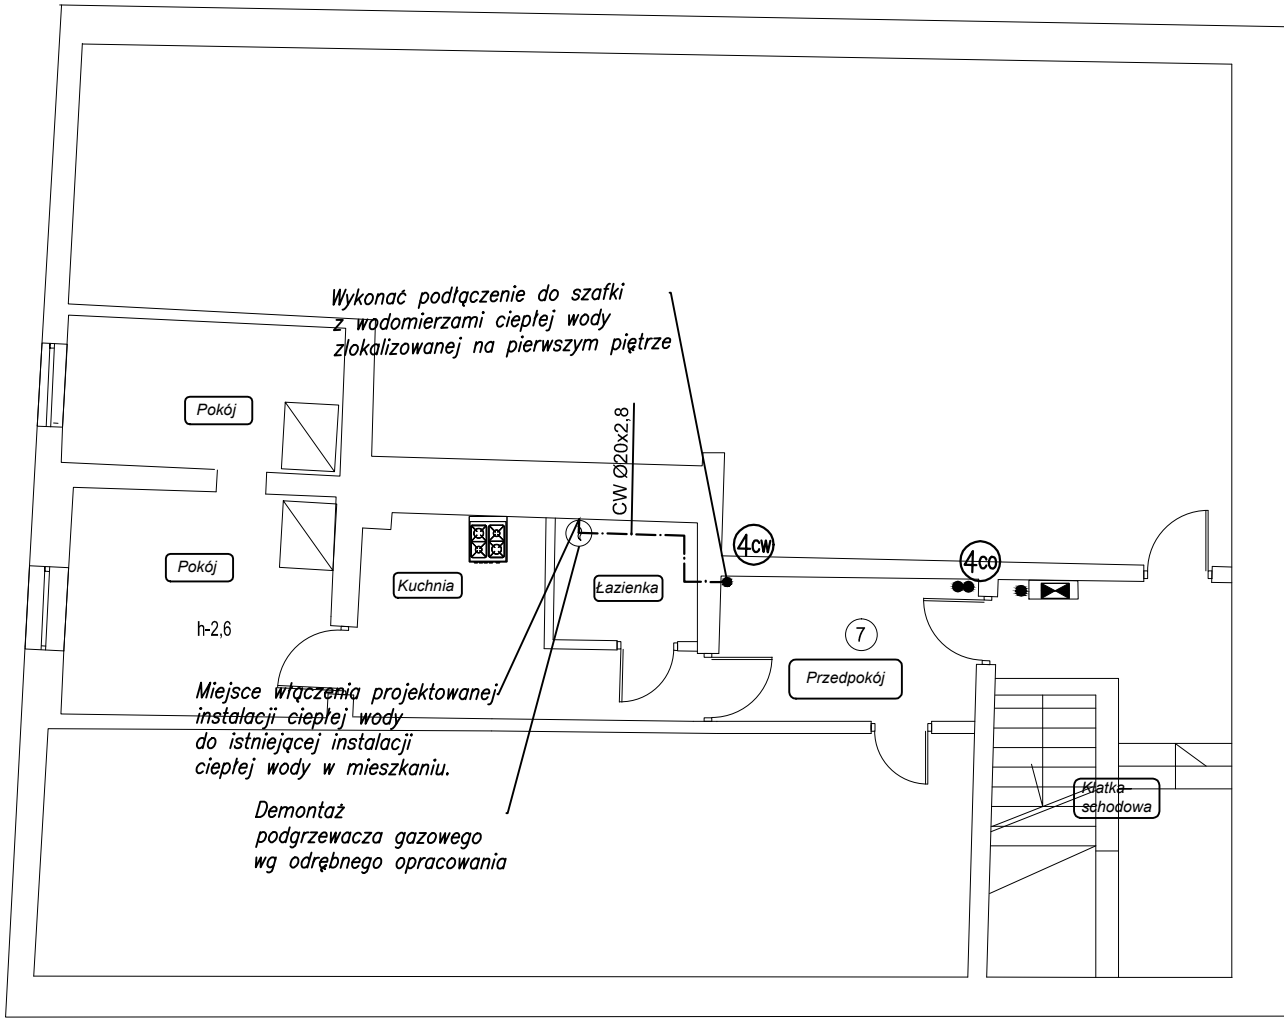 Wykonać podłączenie do szafki
z wodomierzami ciepłej wody
zlokalizowanej na pierwszym piętrze
Pokój
CW Ø20x2,8
4CW
4CO
Pokój
Kuchnia
Łazienka
h-2,6
7
Przedpokój
Miejsce włączenia projektowanej
instalacji ciepłej wody
do istniejącej instalacji
ciepłej wody w mieszkaniu.
Klatka
schodowa
Demontaż
podgrzewacza gazowego
wg odrębnego opracowania